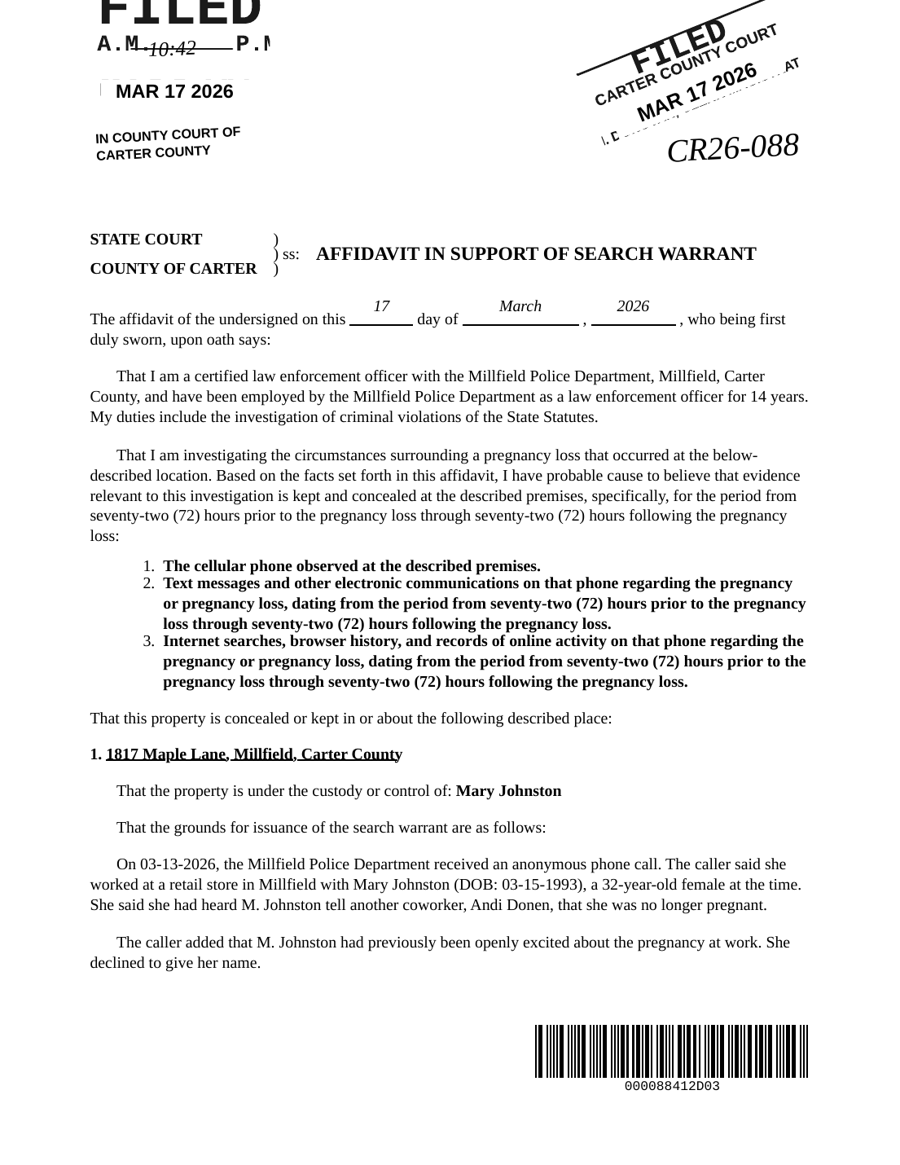 FILED
A.M. 10:42 P.M
MAR 17 2026
IN COUNTY COURT OF
CARTER COUNTY
FILED
CARTER COUNTY COURT
MAR 17 2026
AT
CR26-088
STATE COURT )
) ss: AFFIDAVIT IN SUPPORT OF SEARCH WARRANT
COUNTY OF CARTER )
The affidavit of the undersigned on this 17 day of March , 2026 , who being first
duly sworn, upon oath says:
That I am a certified law enforcement officer with the Millfield Police Department, Millfield, Carter
County, and have been employed by the Millfield Police Department as a law enforcement officer for 14 years.
My duties include the investigation of criminal violations of the State Statutes.
That I am investigating the circumstances surrounding a pregnancy loss that occurred at the below-
described location. Based on the facts set forth in this affidavit, I have probable cause to believe that evidence
relevant to this investigation is kept and concealed at the described premises, specifically, for the period from
seventy-two (72) hours prior to the pregnancy loss through seventy-two (72) hours following the pregnancy
loss:
1. The cellular phone observed at the described premises.
2. Text messages and other electronic communications on that phone regarding the pregnancy
or pregnancy loss, dating from the period from seventy-two (72) hours prior to the pregnancy
loss through seventy-two (72) hours following the pregnancy loss.
3. Internet searches, browser history, and records of online activity on that phone regarding the
pregnancy or pregnancy loss, dating from the period from seventy-two (72) hours prior to the
pregnancy loss through seventy-two (72) hours following the pregnancy loss.
That this property is concealed or kept in or about the following described place:
1. 1817 Maple Lane, Millfield, Carter County
That the property is under the custody or control of: Mary Johnston
That the grounds for issuance of the search warrant are as follows:
On 03-13-2026, the Millfield Police Department received an anonymous phone call. The caller said she
worked at a retail store in Millfield with Mary Johnston (DOB: 03-15-1993), a 32-year-old female at the time.
She said she had heard M. Johnston tell another coworker, Andi Donen, that she was no longer pregnant.
The caller added that M. Johnston had previously been openly excited about the pregnancy at work. She
declined to give her name.
000088412D03